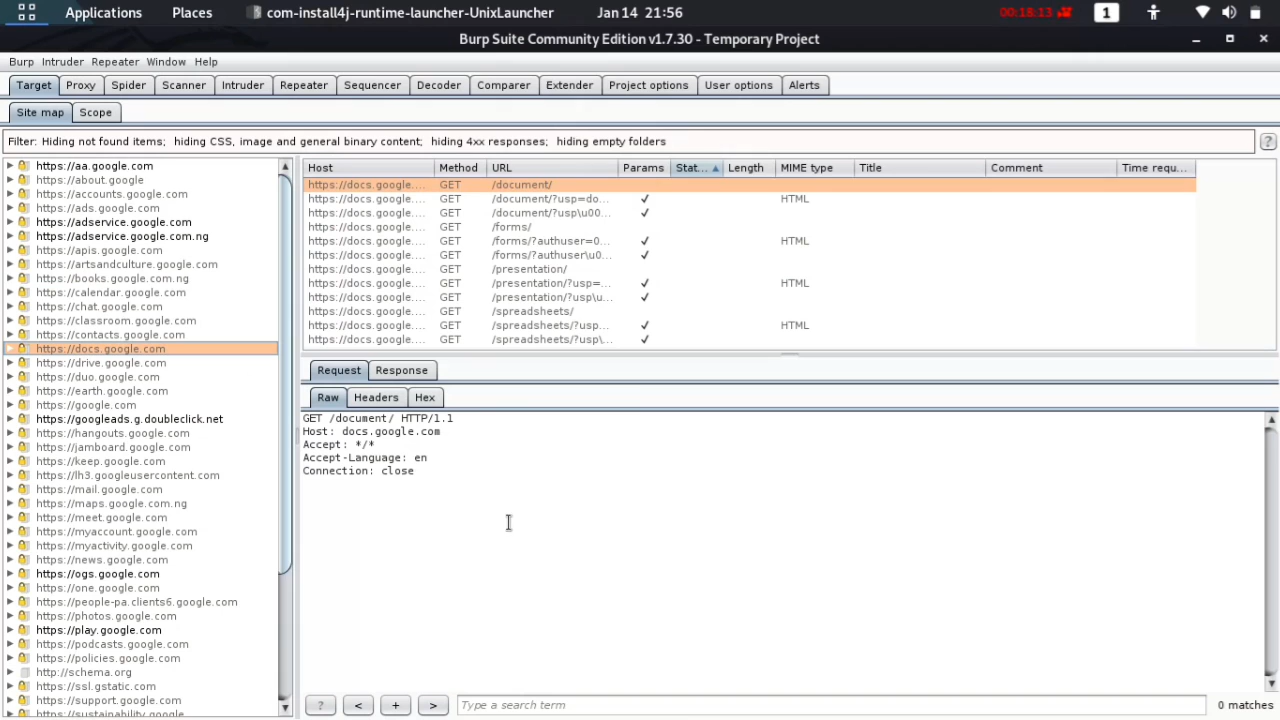 Applications Places com-install4j-runtime-launcher-UnixLauncher Jan 14 21:56 00:18:13 1
Burp Suite Community Edition v1.7.30 - Temporary Project
Burp Intruder Repeater Window Help
Target Proxy Spider Scanner Intruder Repeater Sequencer Decoder Comparer Extender Project options User options Alerts
Site map Scope
Filter: Hiding not found items; hiding CSS, image and general binary content; hiding 4xx responses; hiding empty folders ?
https://aa.google.com
https://about.google
https://accounts.google.com
https://ads.google.com
https://adservice.google.com
https://adservice.google.com.ng
https://apis.google.com
https://artsandculture.google.com
https://books.google.com.ng
https://calendar.google.com
https://chat.google.com
https://classroom.google.com
https://contacts.google.com
https://docs.google.com
https://drive.google.com
https://duo.google.com
https://earth.google.com
https://google.com
https://googleads.g.doubleclick.net
https://hangouts.google.com
https://jamboard.google.com
https://keep.google.com
https://lh3.googleusercontent.com
https://mail.google.com
https://maps.google.com.ng
https://meet.google.com
https://myaccount.google.com
https://myactivity.google.com
https://news.google.com
https://ogs.google.com
https://one.google.com
https://people-pa.clients6.google.com
https://photos.google.com
https://play.google.com
https://podcasts.google.com
https://policies.google.com
http://schema.org
https://ssl.gstatic.com
https://support.google.com
https://sustainability.google
Host Method URL Params Stat... Length MIME type Title Comment Time requ...
https://docs.google.... GET /document/
https://docs.google.... GET /document/?usp=do... ✓ HTML
https://docs.google.... GET /document/?usp\u00... ✓
https://docs.google.... GET /forms/
https://docs.google.... GET /forms/?authuser=0... ✓ HTML
https://docs.google.... GET /forms/?authuser\u0... ✓
https://docs.google.... GET /presentation/
https://docs.google.... GET /presentation/?usp=... ✓ HTML
https://docs.google.... GET /presentation/?usp\u... ✓
https://docs.google.... GET /spreadsheets/
https://docs.google.... GET /spreadsheets/?usp... ✓ HTML
https://docs.google.... GET /spreadsheets/?usp\... ✓
Request Response
Raw Headers Hex
GET /document/ HTTP/1.1
Host: docs.google.com
Accept: */*
Accept-Language: en
Connection: close
? < + > Type a search term 0 matches